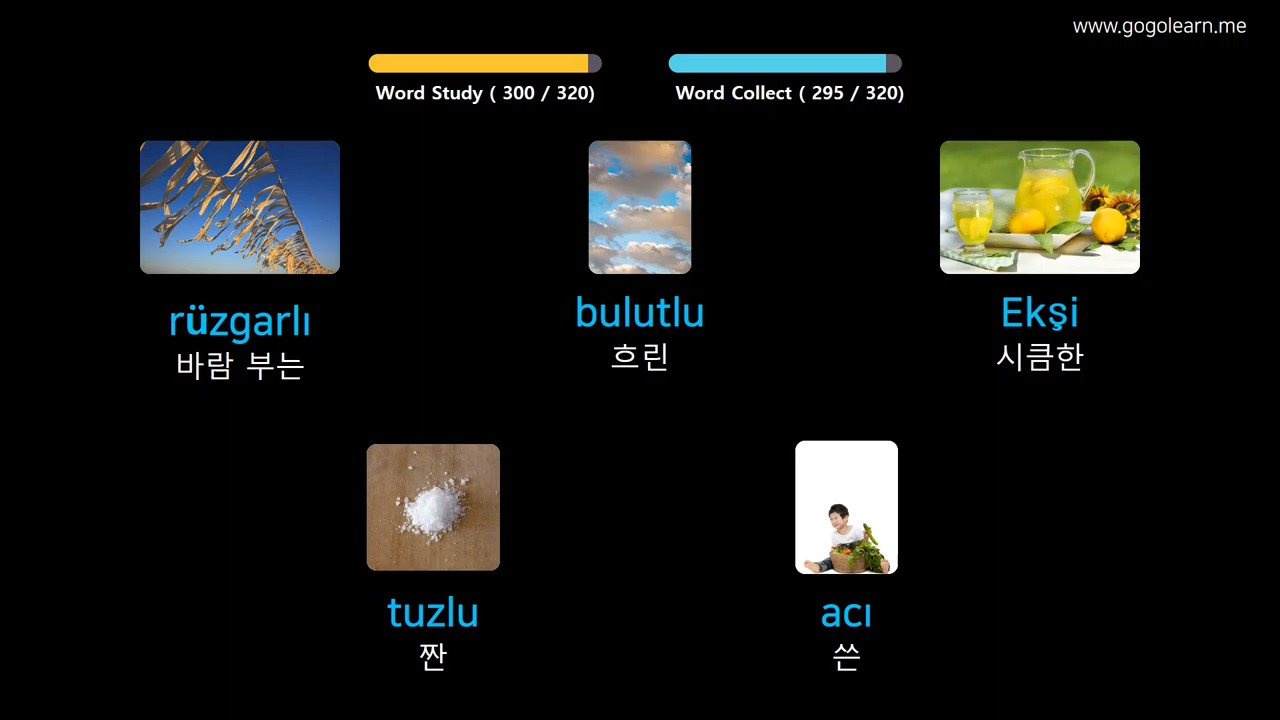 www.gogolearn.me
Word Study ( 300 / 320)
Word Collect ( 295 / 320)
rüzgarlı
바람 부는
bulutlu
흐린
Ekşi
시큼한
tuzlu
짠
acı
쓴